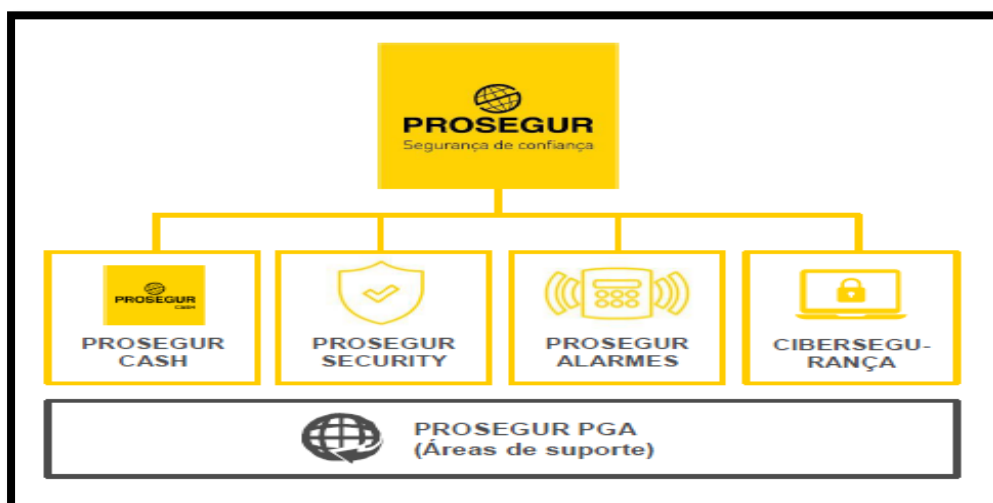 PROSEGUR
Segurança de confiança
PROSEGUR
CASH
PROSEGUR
CASH
PROSEGUR
SECURITY
PROSEGUR
ALARMES
CIBERSEGU-
RANÇA
PROSEGUR PGA
(Áreas de suporte)